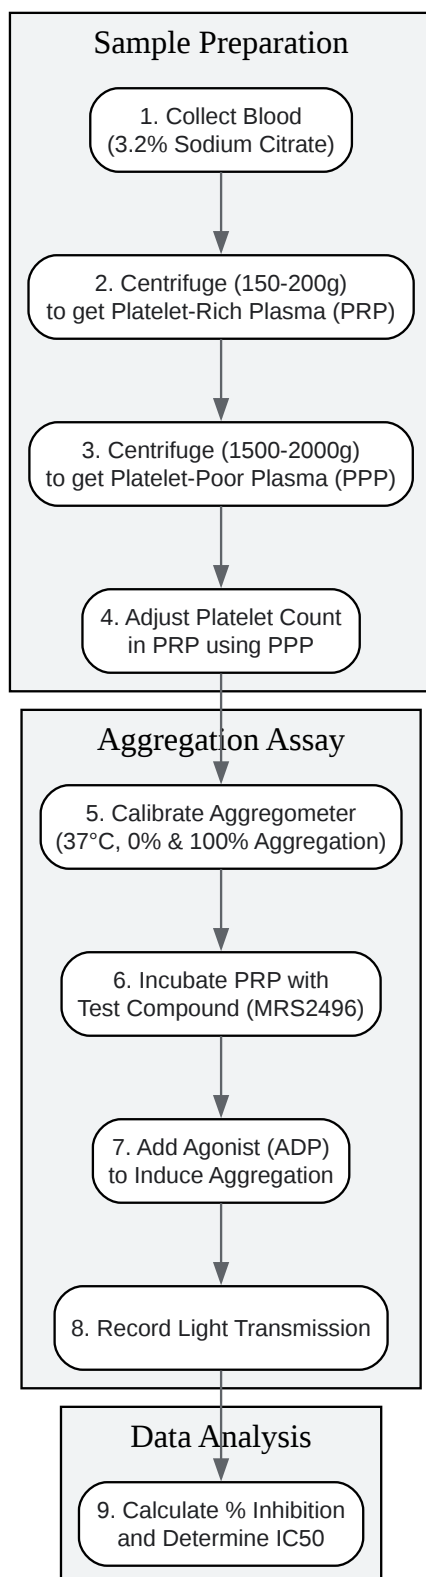 Sample Preparation
1. Collect Blood
(3.2% Sodium Citrate)
2. Centrifuge (150-200g)
to get Platelet-Rich Plasma (PRP)
3. Centrifuge (1500-2000g)
to get Platelet-Poor Plasma (PPP)
4. Adjust Platelet Count
in PRP using PPP
Aggregation Assay
5. Calibrate Aggregometer
(37°C, 0% & 100% Aggregation)
6. Incubate PRP with
Test Compound (MRS2496)
7. Add Agonist (ADP)
to Induce Aggregation
8. Record Light Transmission
Data Analysis
9. Calculate % Inhibition
and Determine IC50